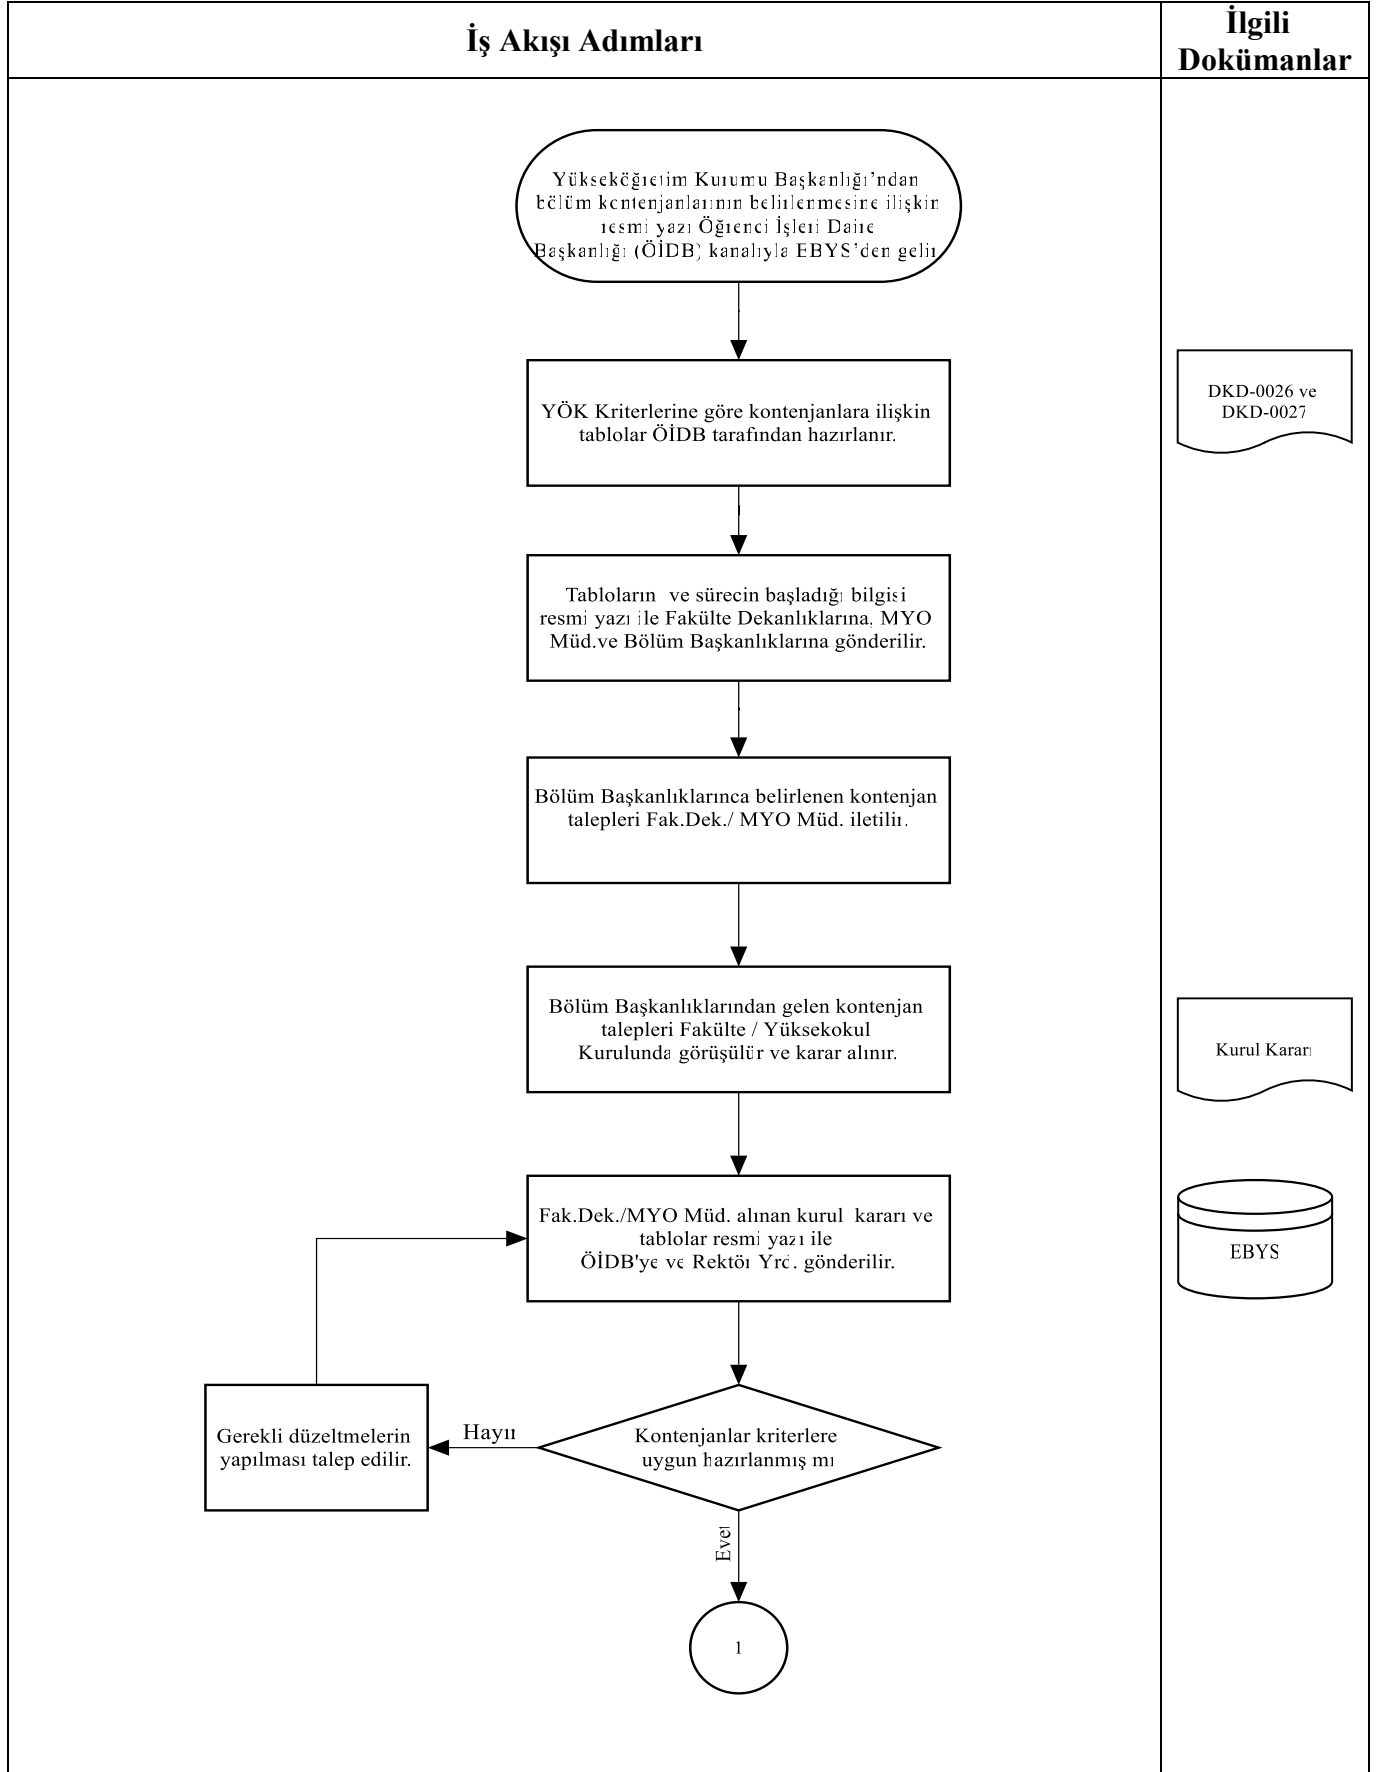 İş Akışı Adımları
İlgili
Dokümanlar
Yükseköğretim Kurumu Başkanlığı’ndan
bölüm kontenjanlarının belirlenmesine ilişkin
resmi yazı Öğrenci İşleri Daire
Başkanlığı (ÖİDB) kanalıyla EBYS’den gelir.
YÖK Kriterlerine göre kontenjanlara ilişkin
tablolar ÖİDB tarafından hazırlanır.
DKD-0026 ve
DKD-0027
Tabloların ve sürecin başladığı bilgisi
resmi yazı ile Fakülte Dekanlıklarına, MYO
Müd.ve Bölüm Başkanlıklarına gönderilir.
Bölüm Başkanlıklarınca belirlenen kontenjan
talepleri Fak.Dek./ MYO Müd. iletilir.
Bölüm Başkanlıklarından gelen kontenjan
talepleri Fakülte / Yüksekokul
Kurulunda görüşülür ve karar alınır.
Kurul Kararı
Fak.Dek./MYO Müd. alınan kurul kararı ve
tablolar resmi yazı ile
ÖİDB'ye ve Rektör Yrd. gönderilir.
EBYS
Gerekli düzeltmelerin
yapılması talep edilir.
Hayır
Kontenjanlar kriterlere
uygun hazırlanmış mı
Evet
1